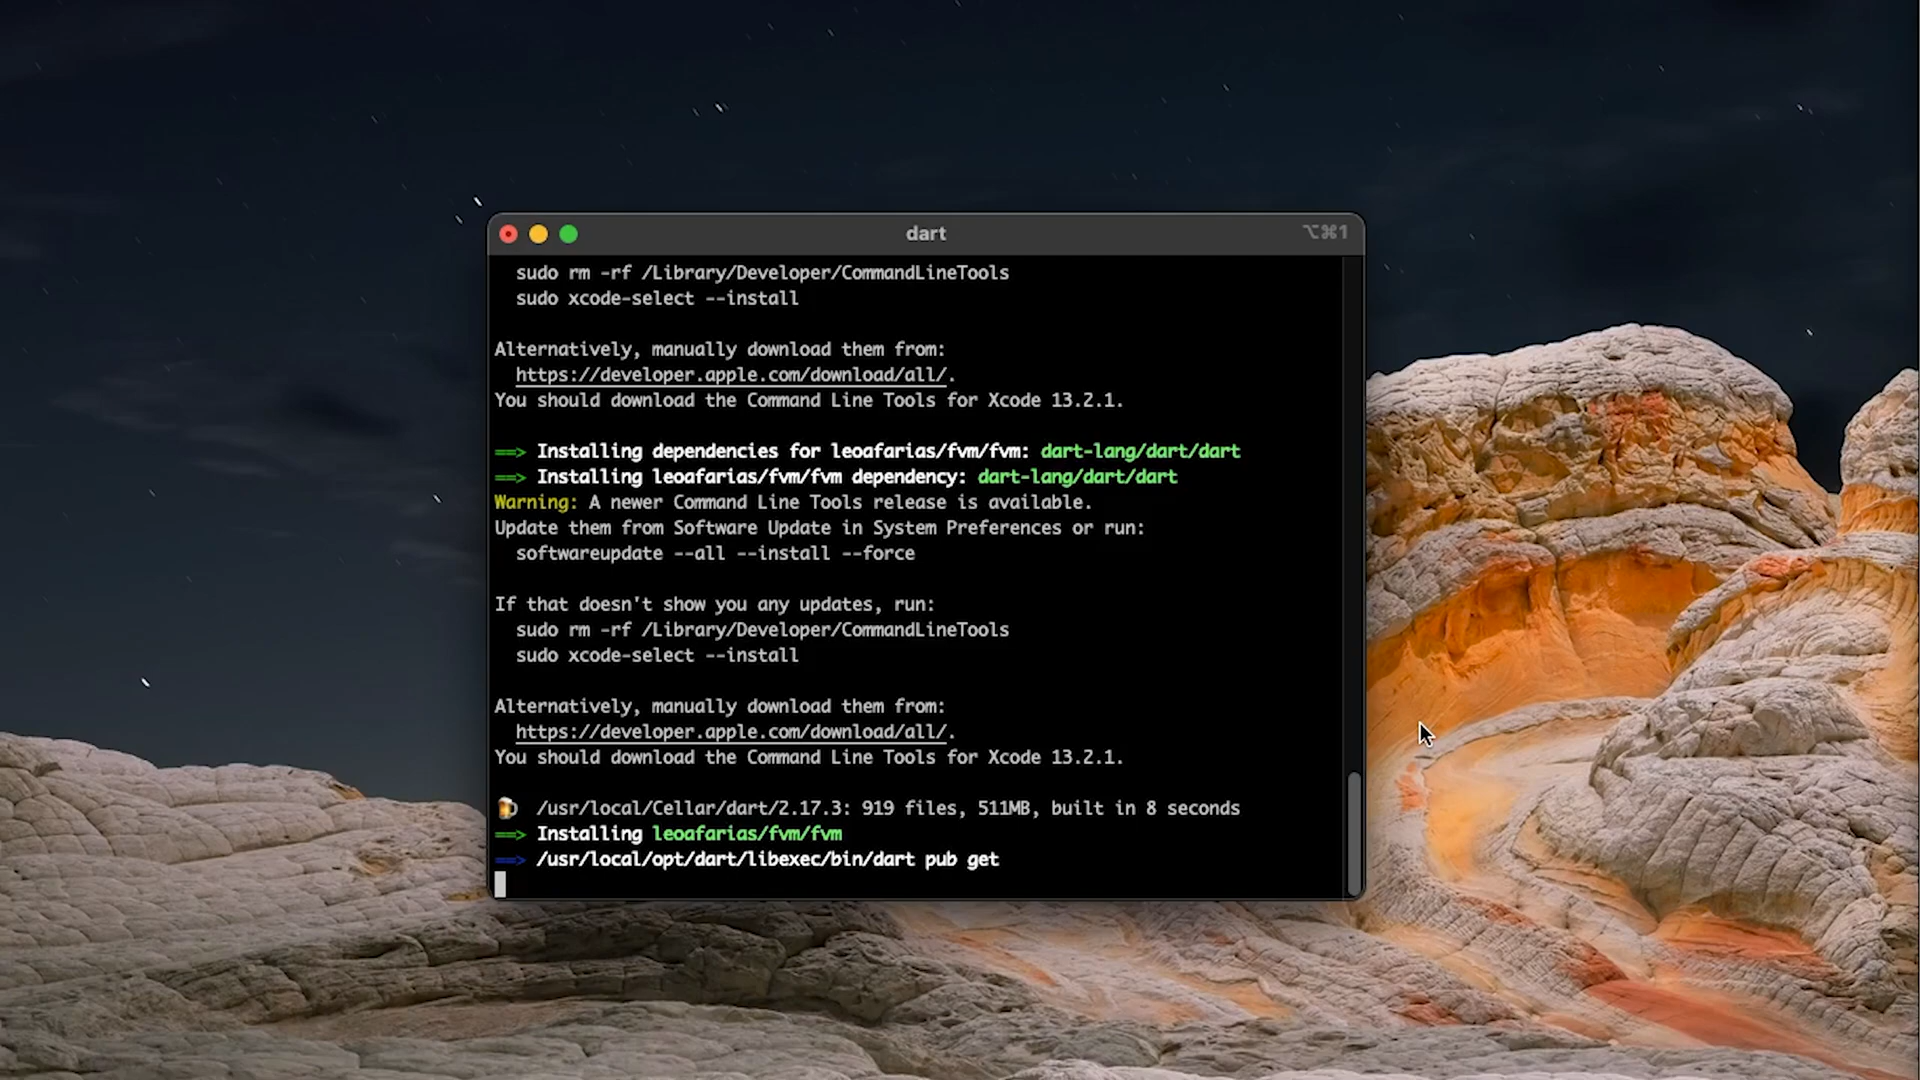 dart
⌥⌘1
sudo rm -rf /Library/Developer/CommandLineTools
sudo xcode-select --install
Alternatively, manually download them from:
https://developer.apple.com/download/all/.
You should download the Command Line Tools for Xcode 13.2.1.
==> Installing dependencies for leoafarias/fvm/fvm: dart-lang/dart/dart
==> Installing leoafarias/fvm/fvm dependency: dart-lang/dart/dart
Warning: A newer Command Line Tools release is available.
Update them from Software Update in System Preferences or run:
softwareupdate --all --install --force
If that doesn't show you any updates, run:
sudo rm -rf /Library/Developer/CommandLineTools
sudo xcode-select --install
Alternatively, manually download them from:
https://developer.apple.com/download/all/.
You should download the Command Line Tools for Xcode 13.2.1.
🍺 /usr/local/Cellar/dart/2.17.3: 919 files, 511MB, built in 8 seconds
==> Installing leoafarias/fvm/fvm
==> /usr/local/opt/dart/libexec/bin/dart pub get